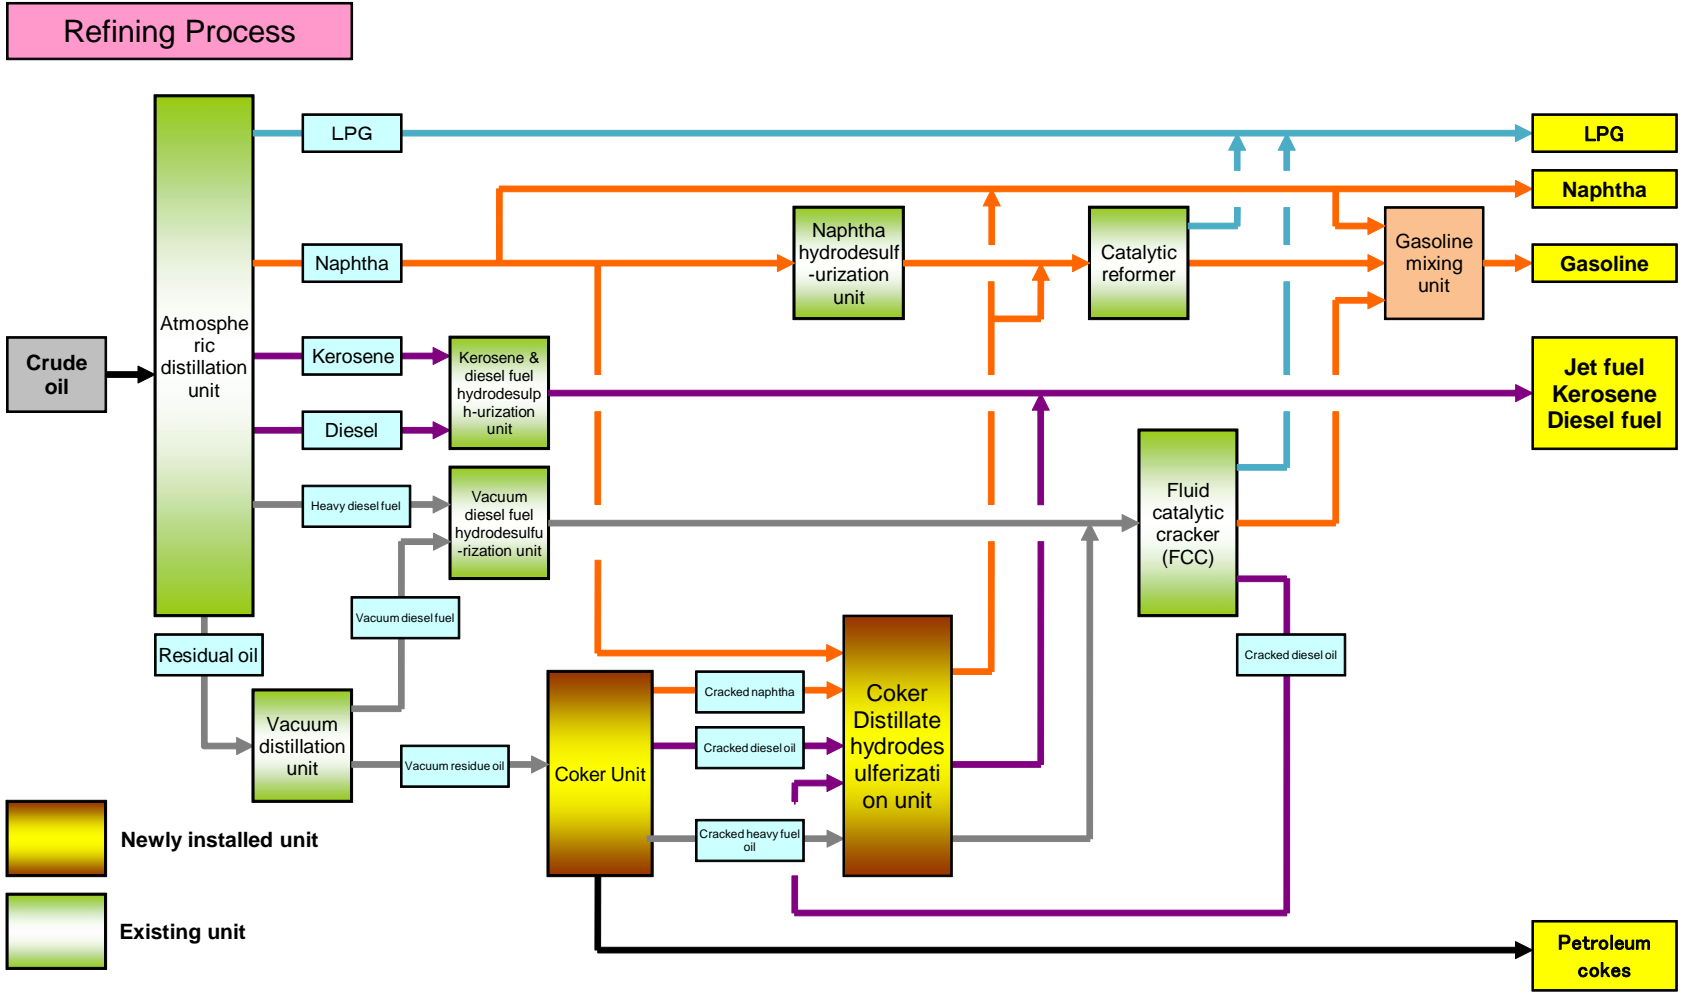 Refining Process
LPG
LPG
Naphtha
Naphtha
hydrodesulf
-urization
unit
Catalytic
reformer
Gasoline
mixing
unit
Naphtha
Gasoline
Crude
oil
Atmosphe
ric
distillation
unit
Kerosene
Diesel
Kerosene &
diesel fuel
hydrodesulp
h-urization
unit
Jet fuel
Kerosene
Diesel fuel
Heavy diesel fuel
Vacuum
diesel fuel
hydrodesulfu
-rization unit
Fluid
catalytic
cracker
(FCC)
Vacuum diesel fuel
Residual oil
Cracked diesel oil
Vacuum
distillation
unit
Vacuum residue oil
Coker Unit
Cracked naphtha
Cracked diesel oil
Cracked heavy fuel
oil
Coker
Distillate
hydrodes
ulferizati
on unit
Newly installed unit
Existing unit
Petroleum
cokes